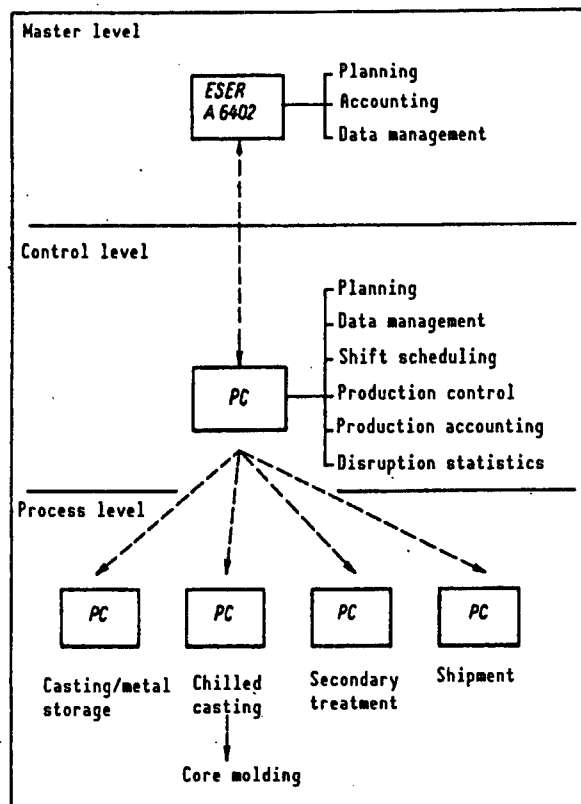 Master level
ESER
A 6402
Planning
Accounting
Data management
Control level
PC
Planning
Data management
Shift scheduling
Production control
Production accounting
Disruption statistics
Process level
PC
PC
PC
PC
Casting/metal
storage
Chilled
casting
Secondary
treatment
Shipment
Core molding